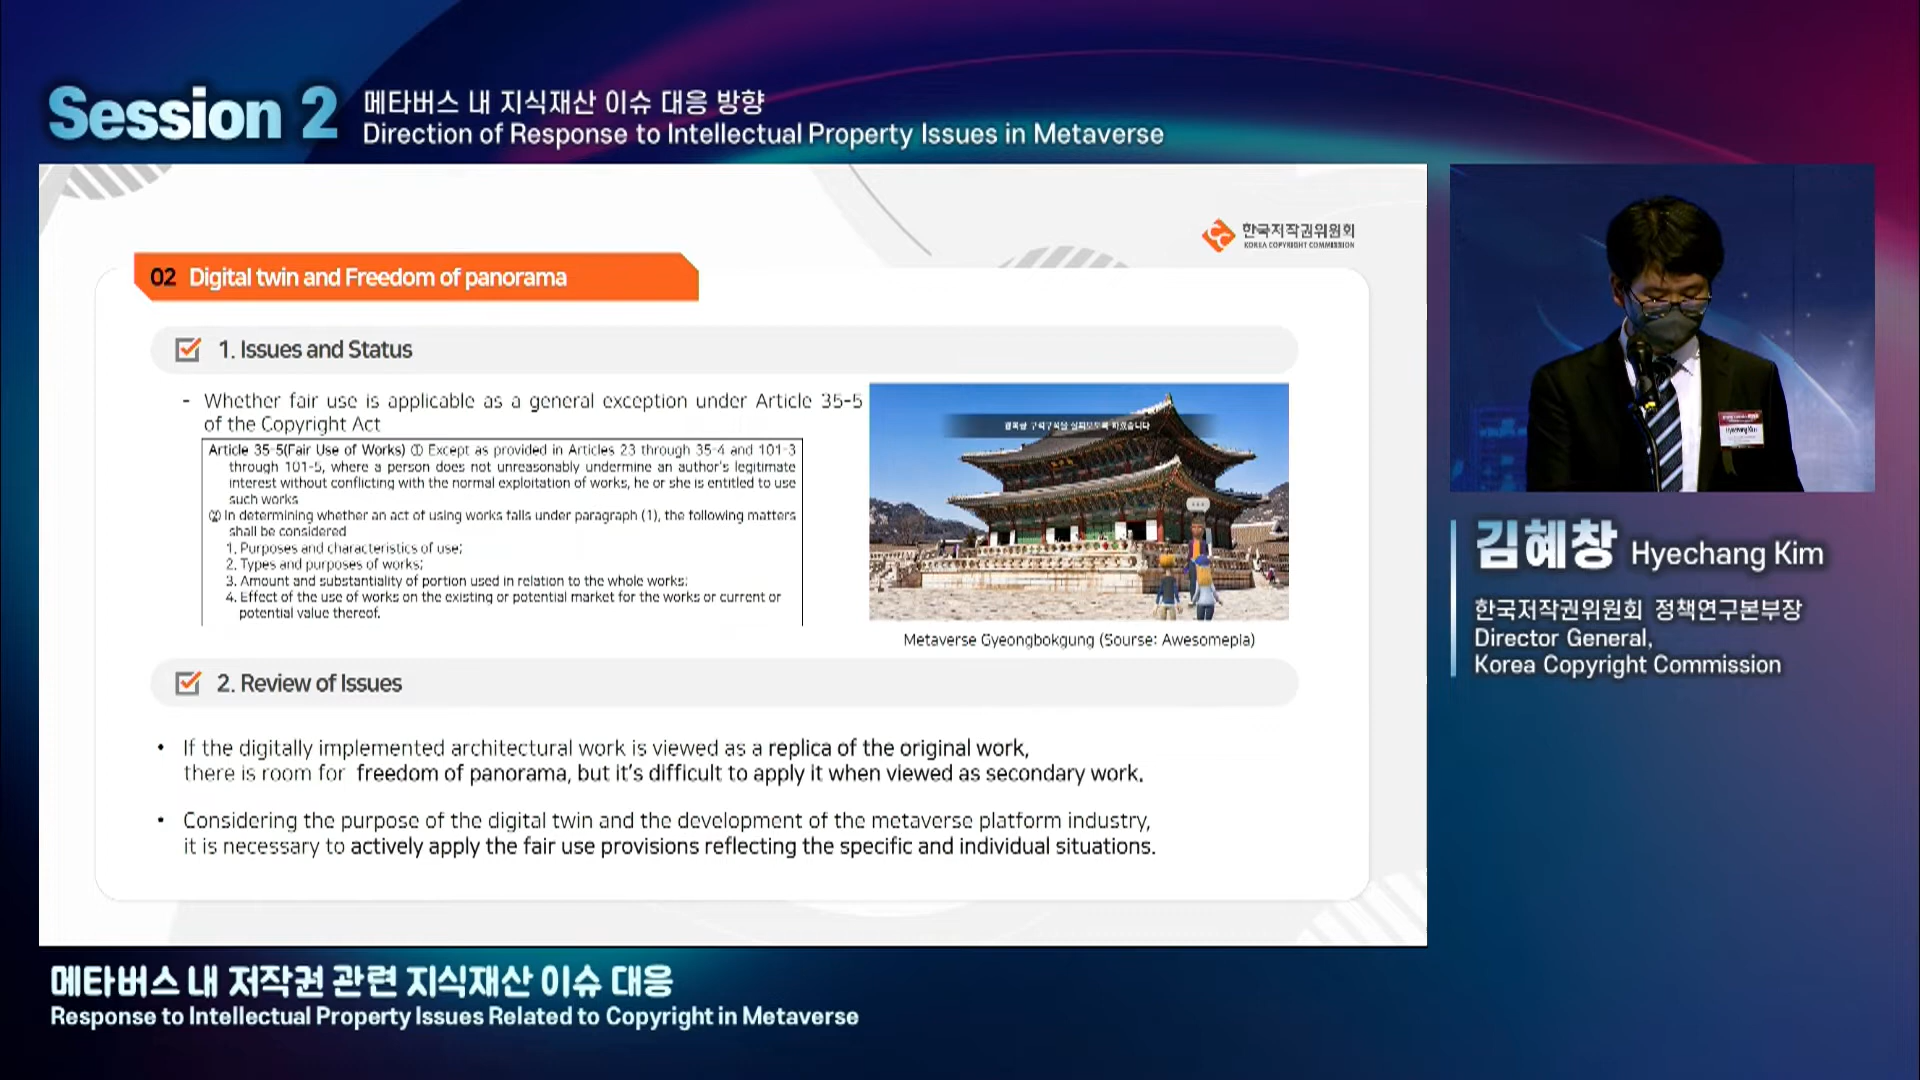 Session 2
메타버스 내 지식재산 이슈 대응 방향
Direction of Response to Intellectual Property Issues in Metaverse
한국저작권위원회
KOREA COPYRIGHT COMMISSION
02 Digital twin and Freedom of panorama
1. Issues and Status
- Whether fair use is applicable as a general exception under Article 35-5
of the Copyright Act
Article 35-5(Fair Use of Works) ① Except as provided in Articles 23 through 35-4 and 101-3
through 101-5, where a person does not unreasonably undermine an author's legitimate
interest without conflicting with the normal exploitation of works, he or she is entitled to use
such works
② In determining whether an act of using works falls under paragraph (1), the following matters
shall be considered
1. Purposes and characteristics of use;
2. Types and purposes of works;
3. Amount and substantiality of portion used in relation to the whole works;
4. Effect of the use of works on the existing or potential market for the works or current or
potential value thereof.
Metaverse Gyeongbokgung (Sourse: Awesomepia)
2. Review of Issues
• If the digitally implemented architectural work is viewed as a replica of the original work,
there is room for freedom of panorama, but it's difficult to apply it when viewed as secondary work.
• Considering the purpose of the digital twin and the development of the metaverse platform industry,
it is necessary to actively apply the fair use provisions reflecting the specific and individual situations.
Hyechang Kim
김혜창 Hyechang Kim
한국저작권위원회 정책연구본부장
Director General,
Korea Copyright Commission
메타버스 내 저작권 관련 지식재산 이슈 대응
Response to Intellectual Property Issues Related to Copyright in Metaverse